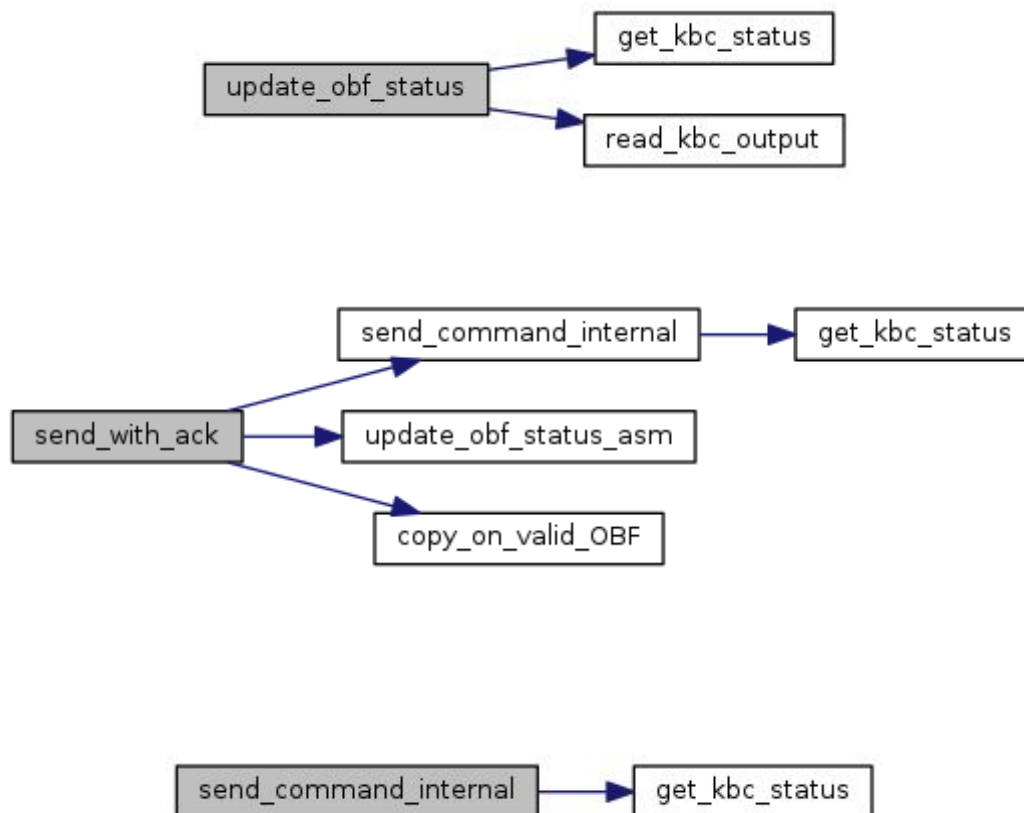 get_kbc_status
update_obf_status
read_kbc_output
send_command_internal
get_kbc_status
send_with_ack
update_obf_status_asm
copy_on_valid_OBF
send_command_internal
get_kbc_status